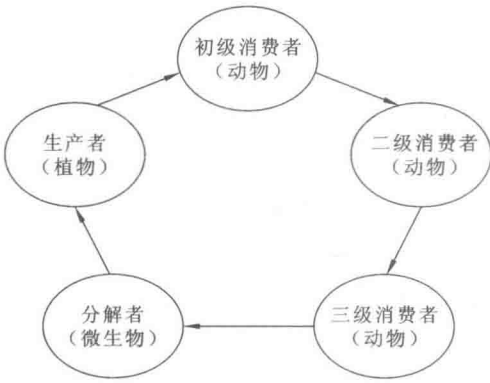 初级消费者
(动物)
生产者
(植物)
二级消费者
(动物)
分解者
(微生物)
三级消费者
(动物)